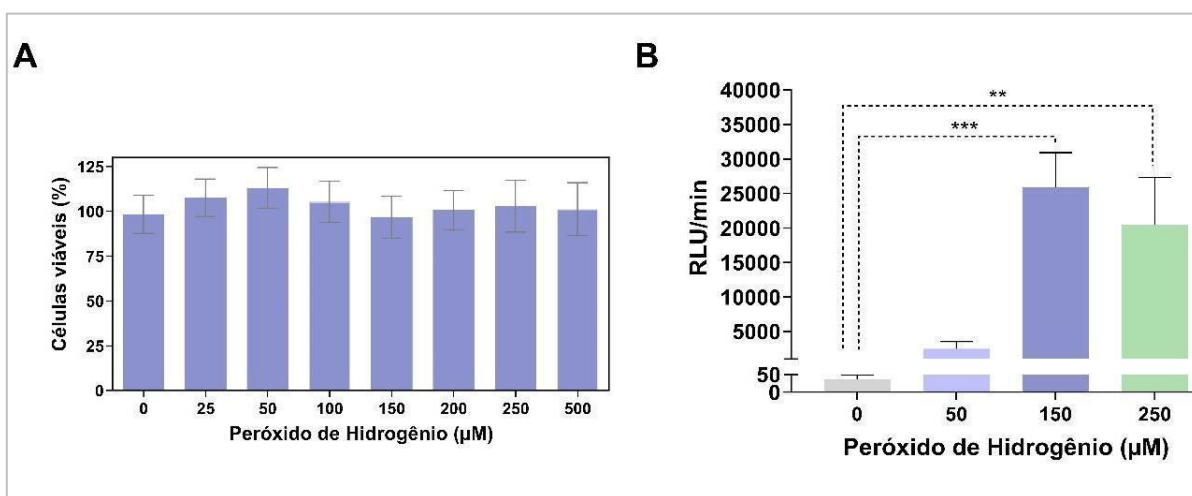 A
Células viáveis (%)
125
100
75
50
25
0
0 25 50 100 150 200 250 500
Peróxido de Hidrogênio (µM)
B
RLU/min
40000
35000
30000
25000
20000
15000
10000
5000
50
0
**
***
0 50 150 250
Peróxido de Hidrogênio (µM)